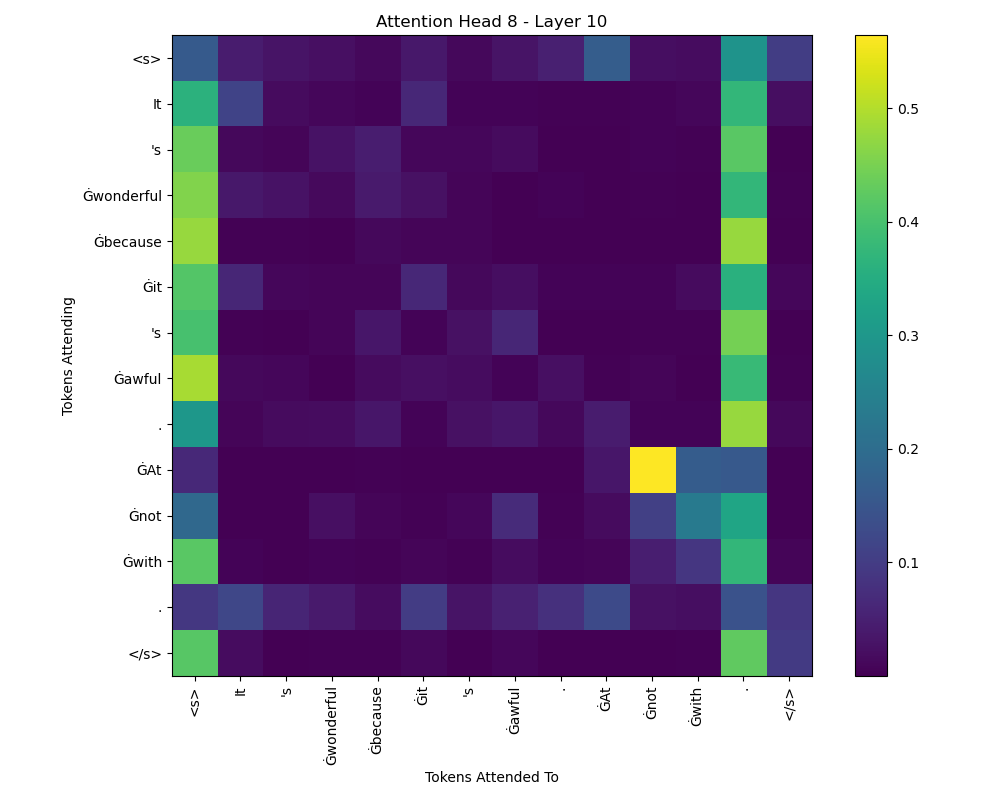 Attention Head 8 - Layer 10
<s>
It
's
Ġwonderful
Ġbecause
Ġit
's
Ġawful
.
ĠAt
Ġnot
Ġwith
.
</s>
Tokens Attending
<s>
It
's
Ġwonderful
Ġbecause
Ġit
's
Ġawful
.
ĠAt
Ġnot
Ġwith
.
</s>
Tokens Attended To
0.5
0.4
0.3
0.2
0.1